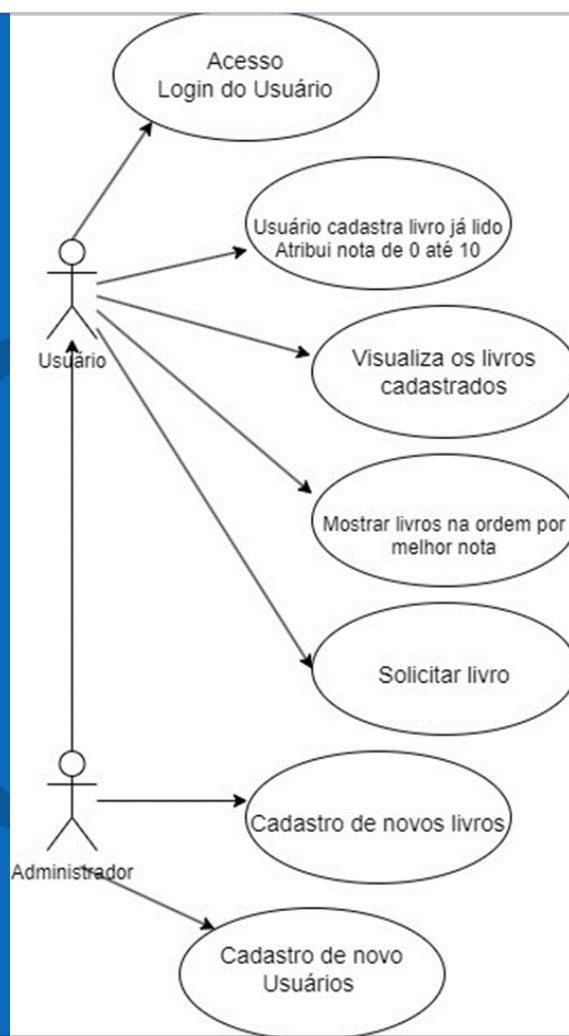 Acesso
Login do Usuário
Usuário cadastra livro já lido
Atribui nota de 0 até 10
Visualiza os livros
cadastrados
Usuário
Mostrar livros na ordem por
melhor nota
Solicitar livro
Cadastro de novos livros
Administrador
Cadastro de novo
Usuários